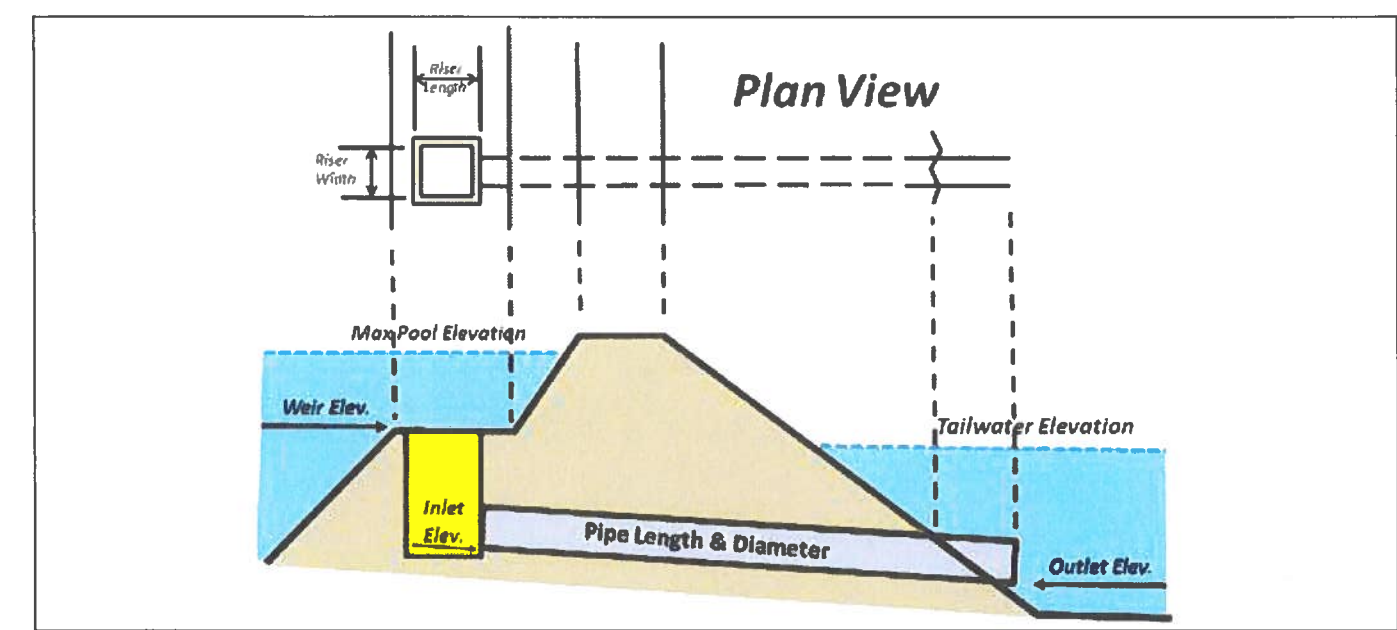 Riser
Length
Plan View
Riser
Width
Max Pool Elevation
Weir Elev.
Tailwater Elevation
Inlet
Elev.
Pipe Length & Diameter
Outlet Elev.